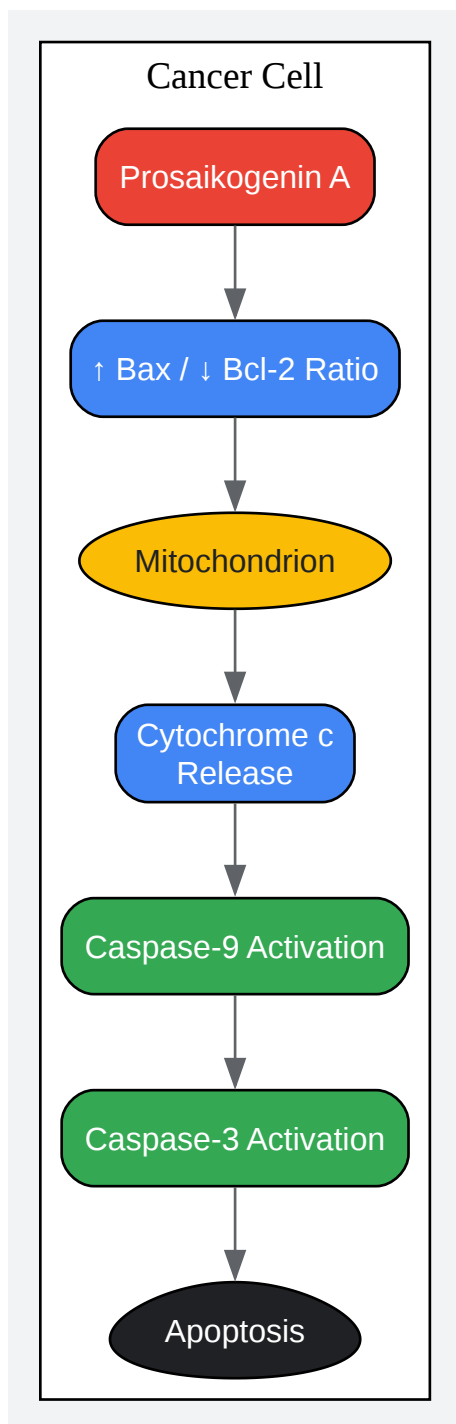 Cancer Cell
Prosaikogenin A
↑ Bax / ↓ Bcl-2 Ratio
Mitochondrion
Cytochrome c
Release
Caspase-9 Activation
Caspase-3 Activation
Apoptosis